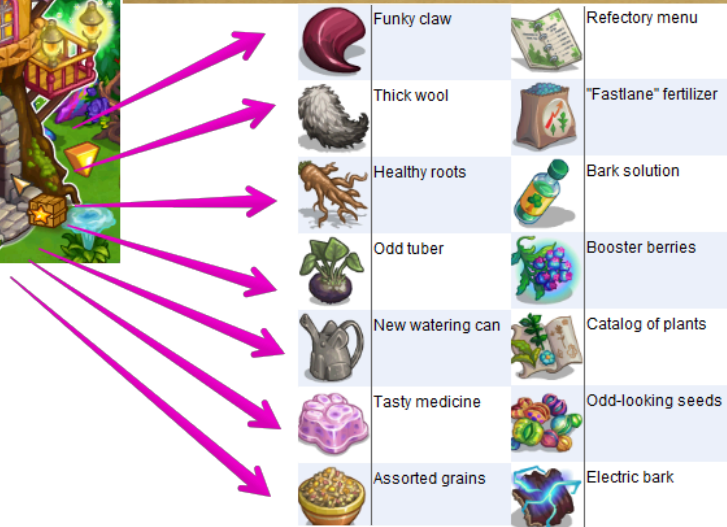 Funky claw
Refectory menu
Thick wool
"Fastlane" fertilizer
Healthy roots
Bark solution
Odd tuber
Booster berries
New watering can
Catalog of plants
Tasty medicine
Odd-looking seeds
Assorted grains
Electric bark